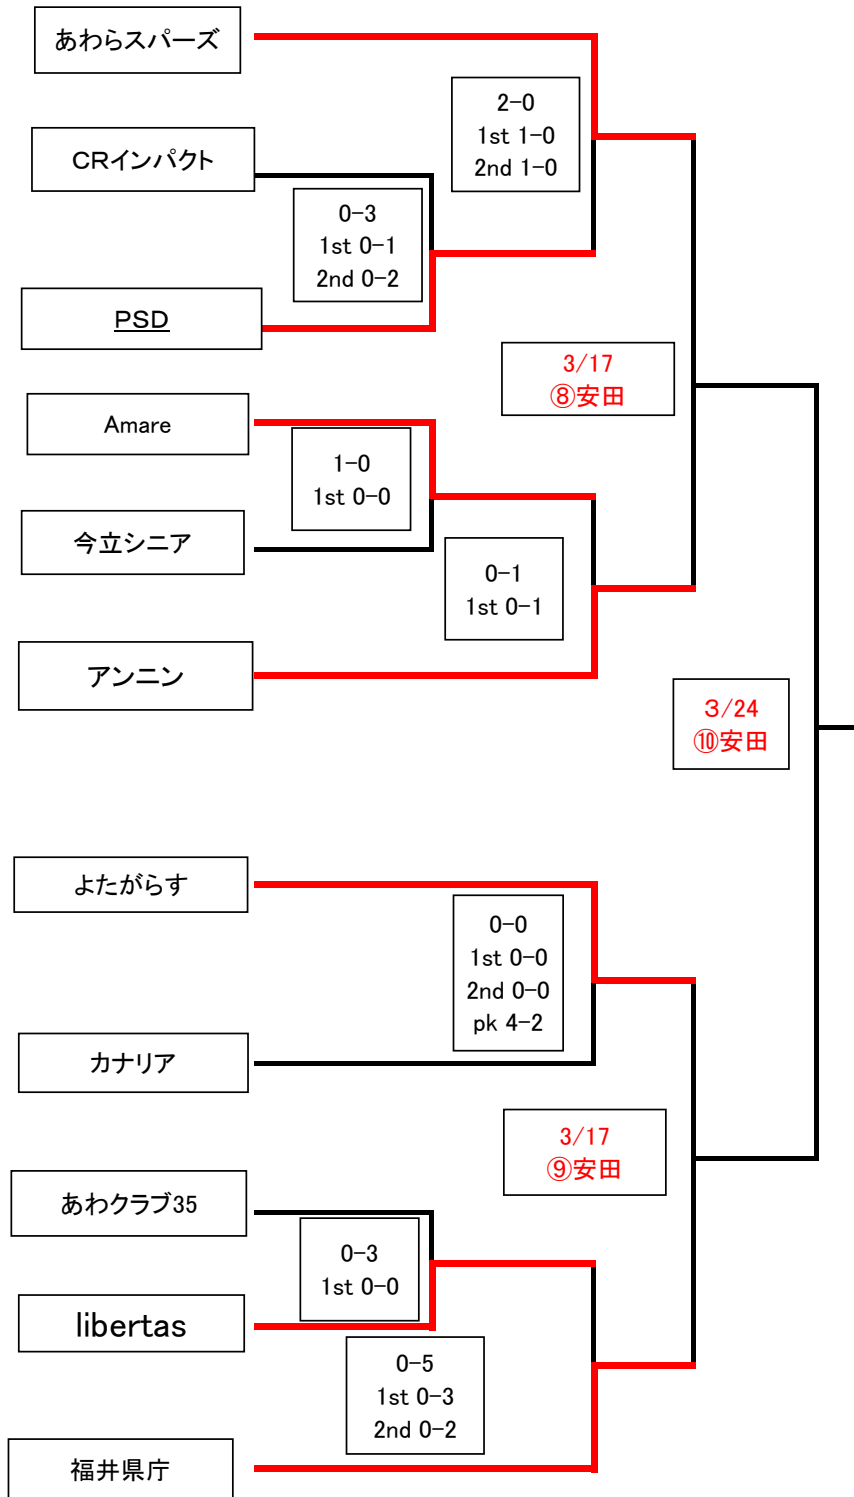 あわらスパーズ
2-0
1st 1-0
2nd 1-0
CRインパクト
0-3
1st 0-1
2nd 0-2
PSD
3/17
⑧安田
Amare
1-0
1st 0-0
今立シニア
0-1
1st 0-1
アンニン
3/24
⑩安田
よたがらす
0-0
1st 0-0
2nd 0-0
pk 4-2
カナリア
3/17
⑨安田
あわクラブ35
0-3
1st 0-0
libertas
0-5
1st 0-3
2nd 0-2
福井県庁